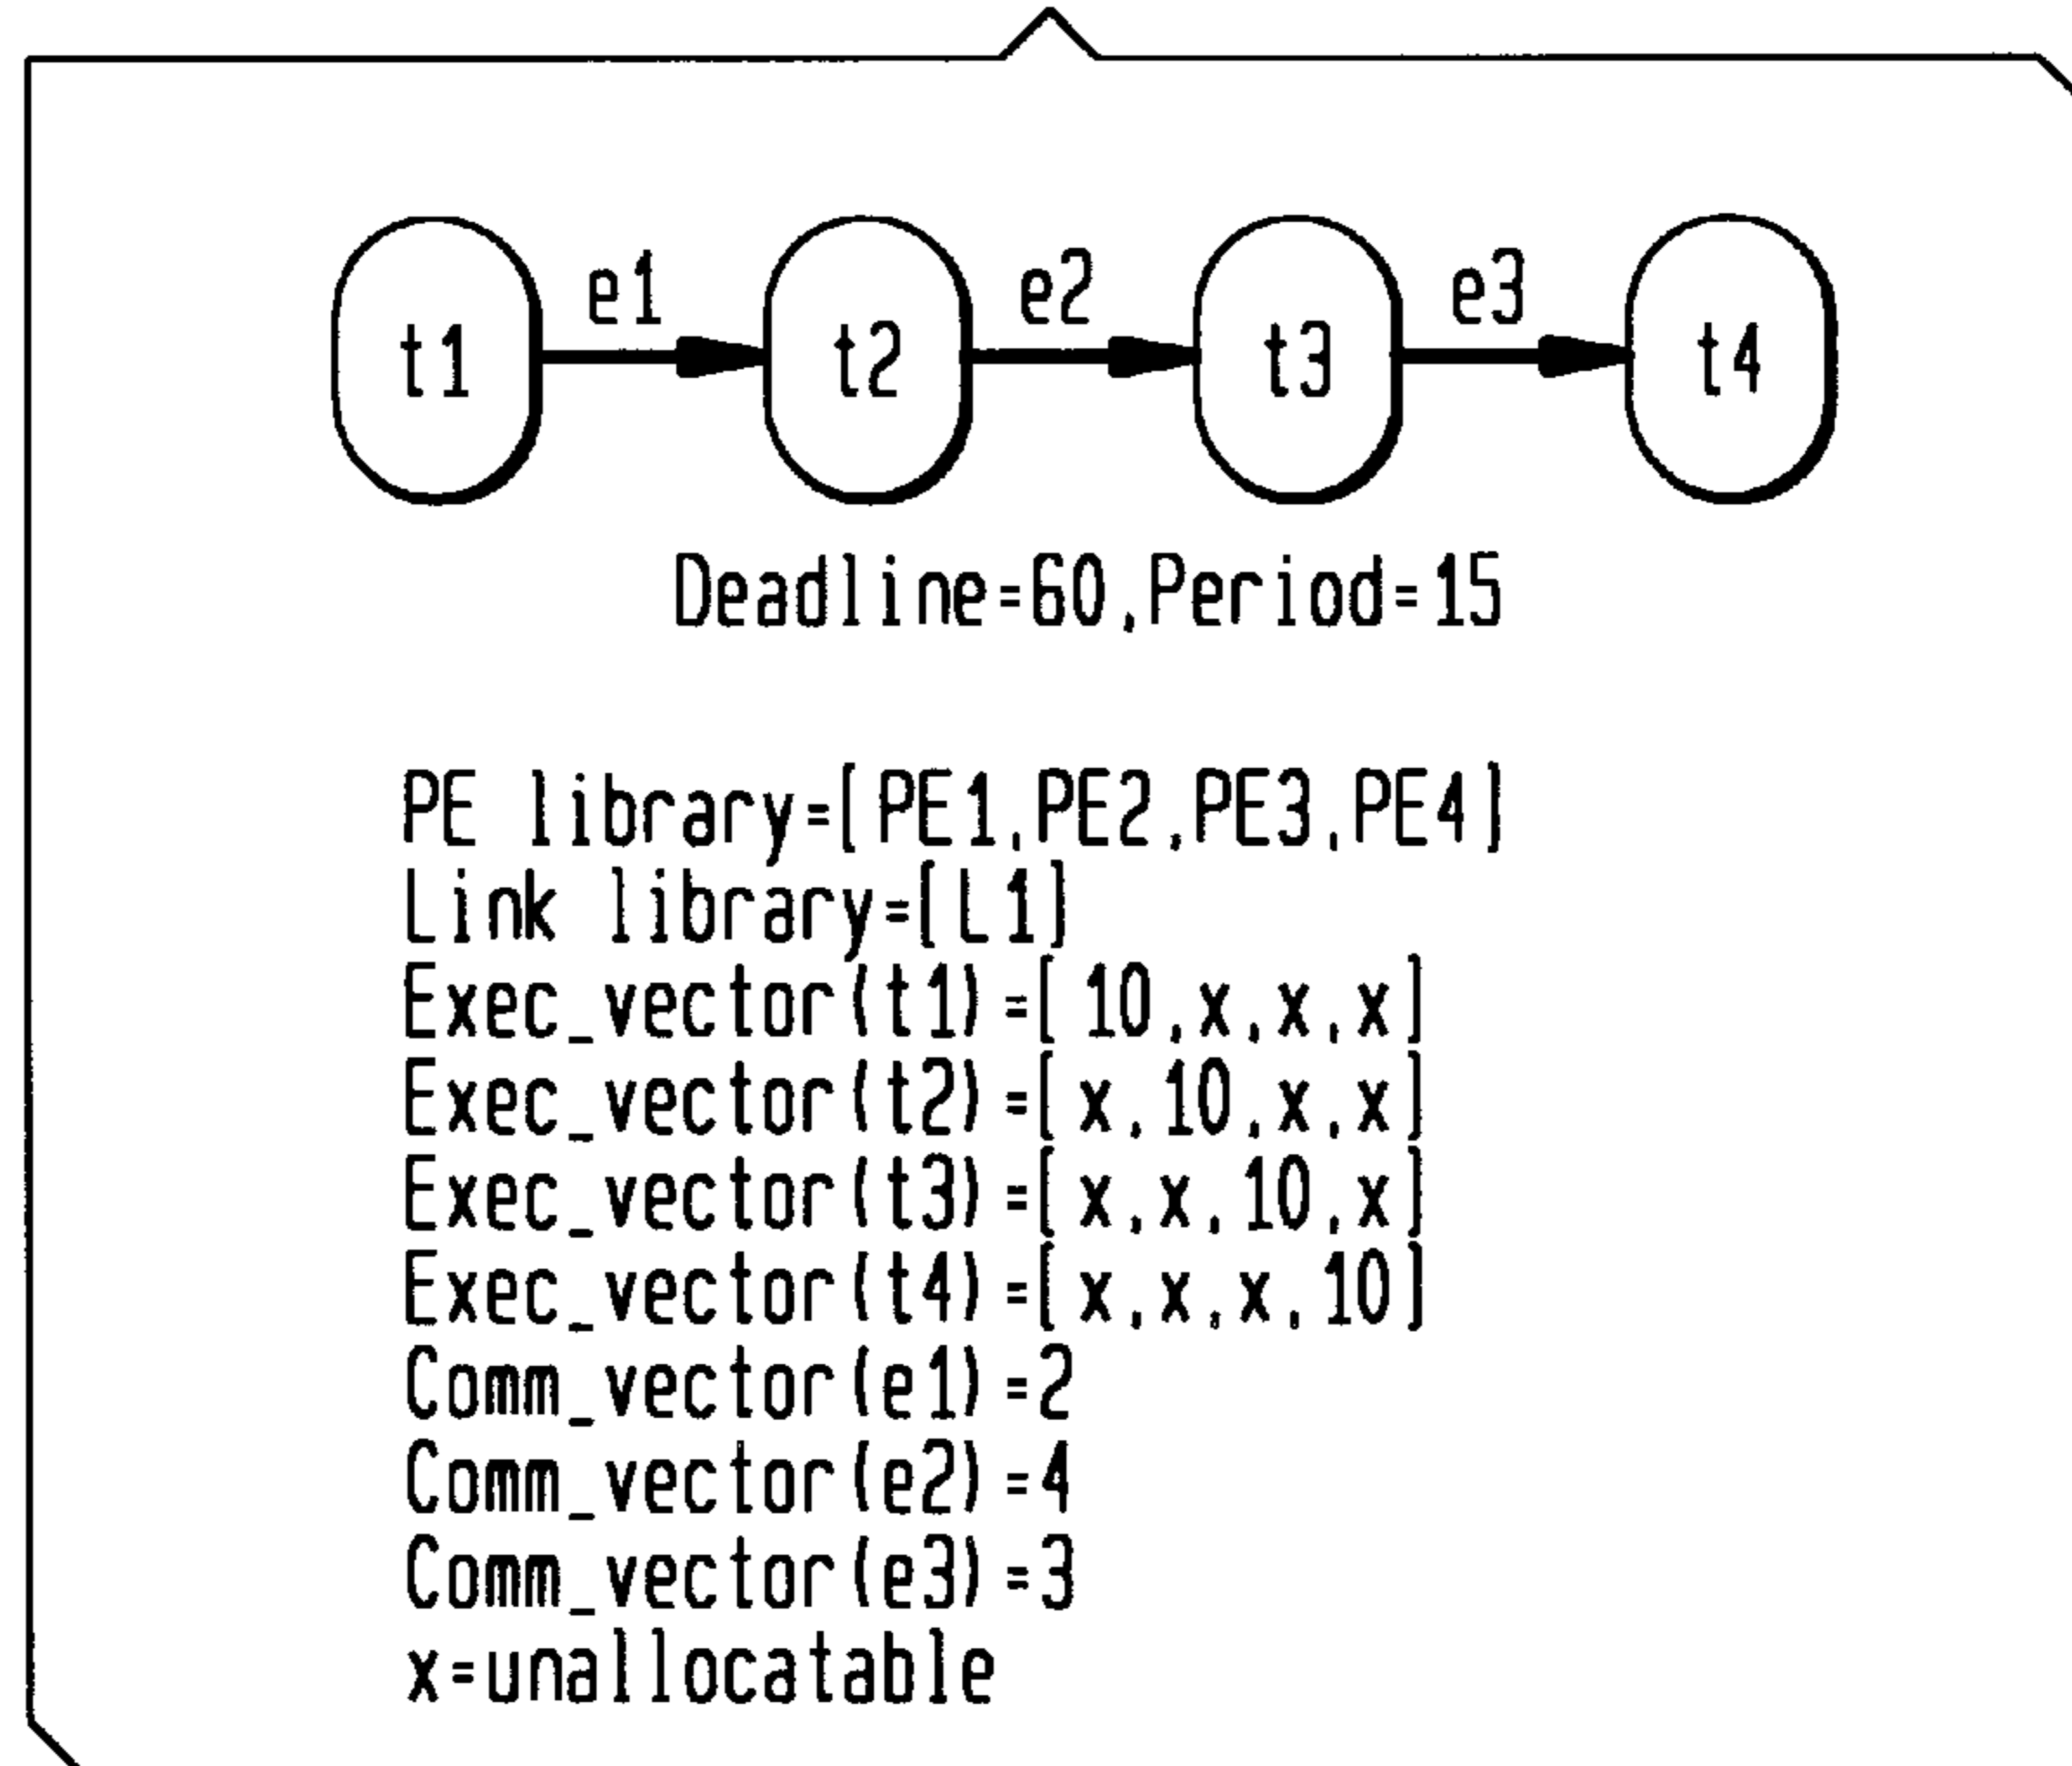 e1 e2 e3
t1 t2 t3 t4
Deadline=60,Period=15
PE library=[PE1,PE2,PE3,PE4]
Link library=[L1]
Exec_vector(t1)=[10,x,x,x]
Exec_vector(t2)=[x,10,x,x]
Exec_vector(t3)=[x,x,10,x]
Exec_vector(t4)=[x,x,x,10]
Comm_vector(e1)=2
Comm_vector(e2)=4
Comm_vector(e3)=3
x=unallocatable